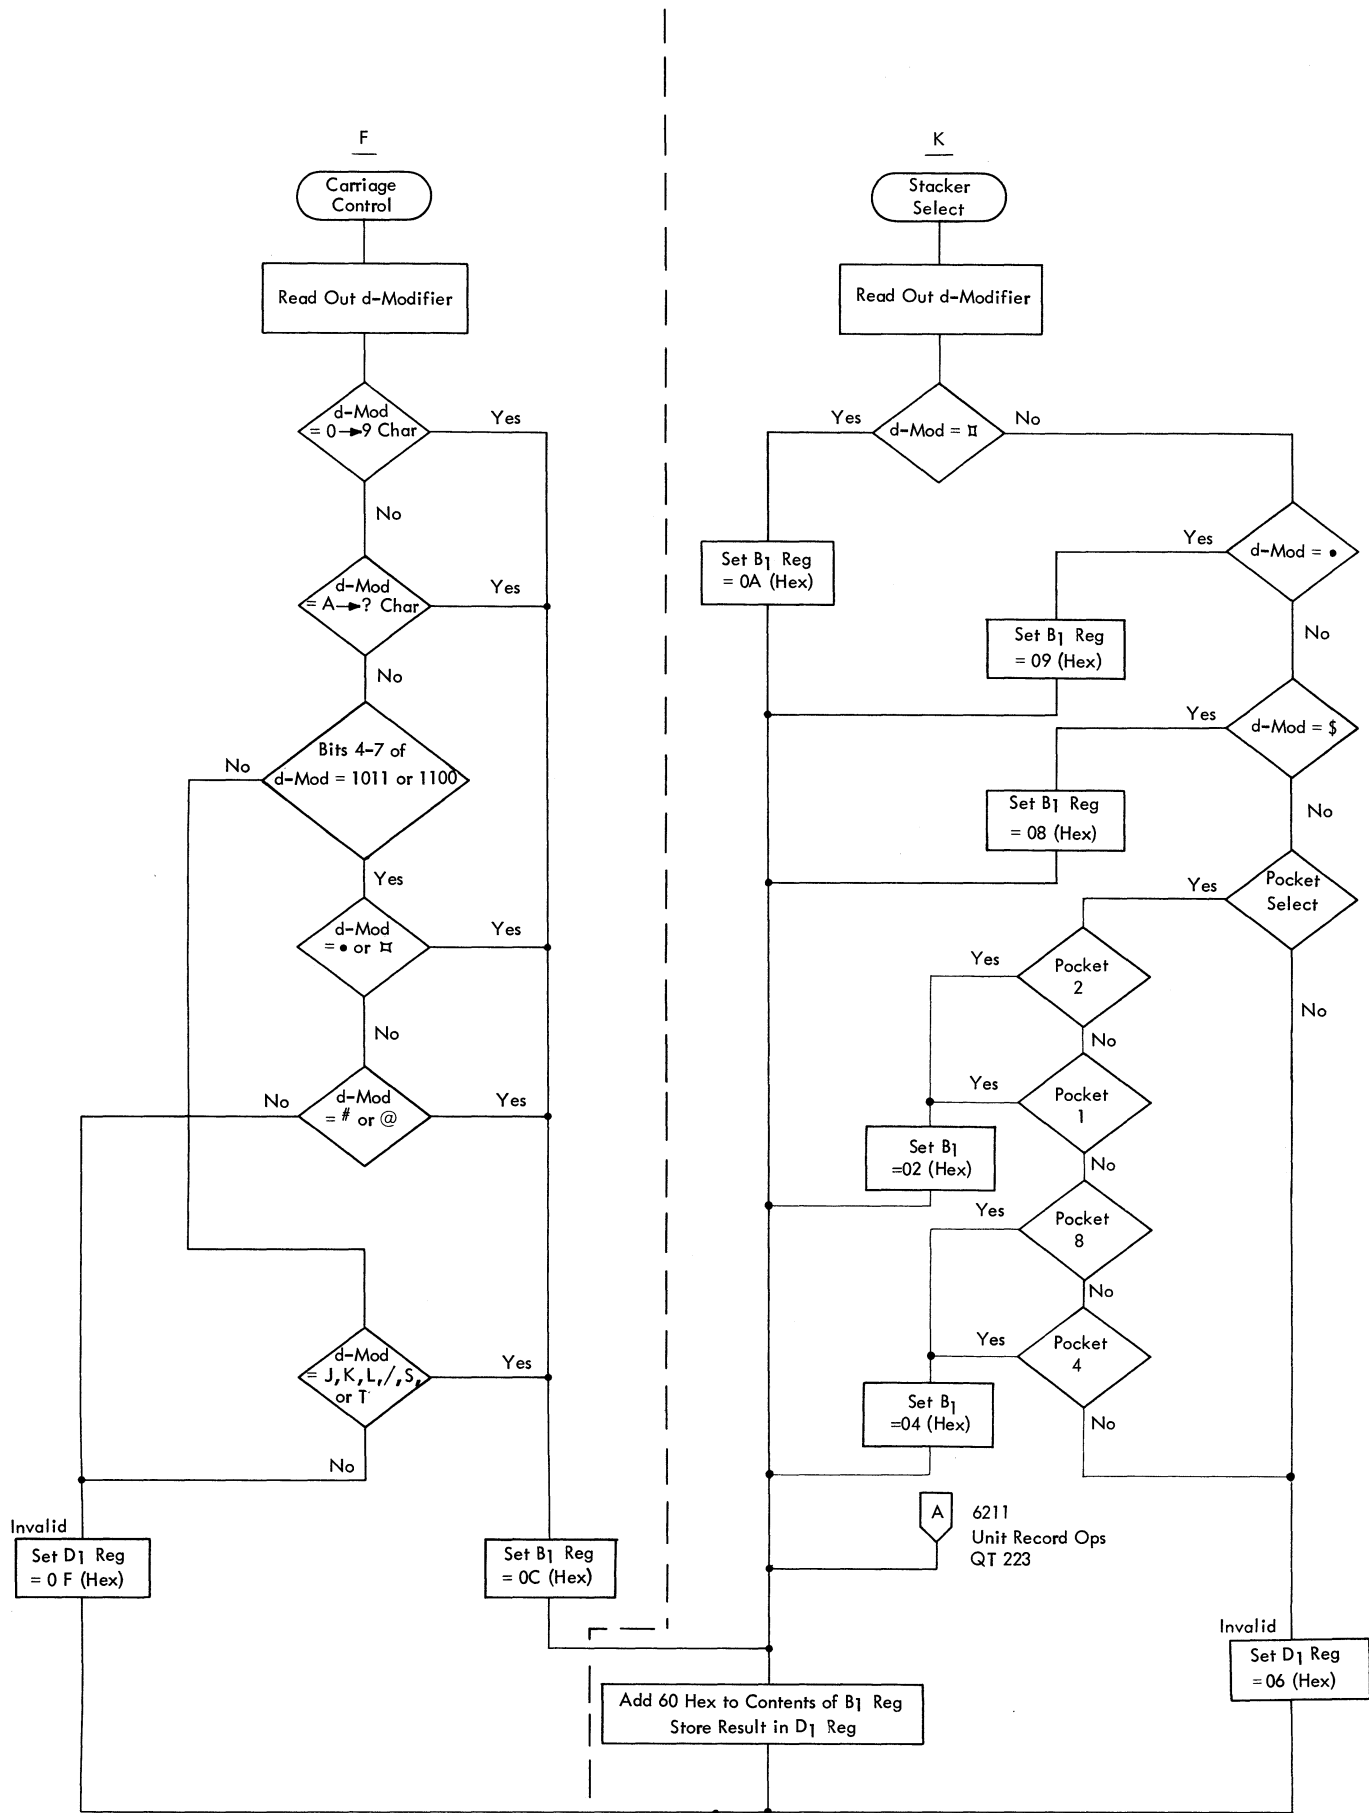 F
Carriage
Control
Read Out d-Modifier
d-Mod
= 0→9 Char
Yes
No
d-Mod
= A→? Char
Yes
No
Bits 4-7 of
d-Mod = 1011 or 1100
No
Yes
d-Mod
= • or ⌑
Yes
No
d-Mod
= # or @
No
Yes
d-Mod
= J, K, L, /, S,
or T
Yes
No
Invalid
Set D1 Reg
= 0 F (Hex)
Set B1 Reg
= 0C (Hex)
K
Stacker
Select
Read Out d-Modifier
d-Mod = ⌑
Yes
No
Set B1 Reg
= 0A (Hex)
d-Mod = •
Yes
No
Set B1 Reg
= 09 (Hex)
d-Mod = $
Yes
No
Set B1 Reg
= 08 (Hex)
Pocket
Select
Yes
No
Pocket
2
Yes
No
Pocket
1
Yes
No
Set B1
=02 (Hex)
Pocket
8
Yes
No
Pocket
4
Yes
No
Set B1
=04 (Hex)
A
6211
Unit Record Ops
QT 223
Invalid
Set D1 Reg
= 06 (Hex)
Add 60 Hex to Contents of B1 Reg
Store Result in D1 Reg